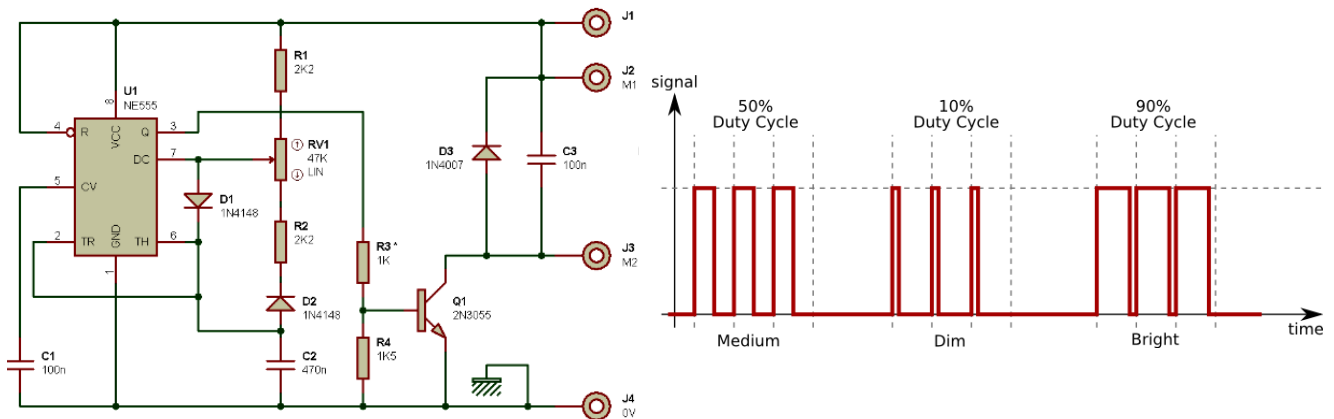 J1
R1
2K2
U1
NE555
J2
M1
8
4
R
VCC
Q
3
RV1
47K
LIN
DC
7
D3
1N4007
C3
100n
5
CV
D1
1N4148
R2
2K2
2
TR
GND
TH
6
R3*
1K
J3
M2
1
D2
1N4148
Q1
2N3055
C1
100n
C2
470n
R4
1K5
J4
0V
signal
50%
Duty Cycle
10%
Duty Cycle
90%
Duty Cycle
time
Medium
Dim
Bright